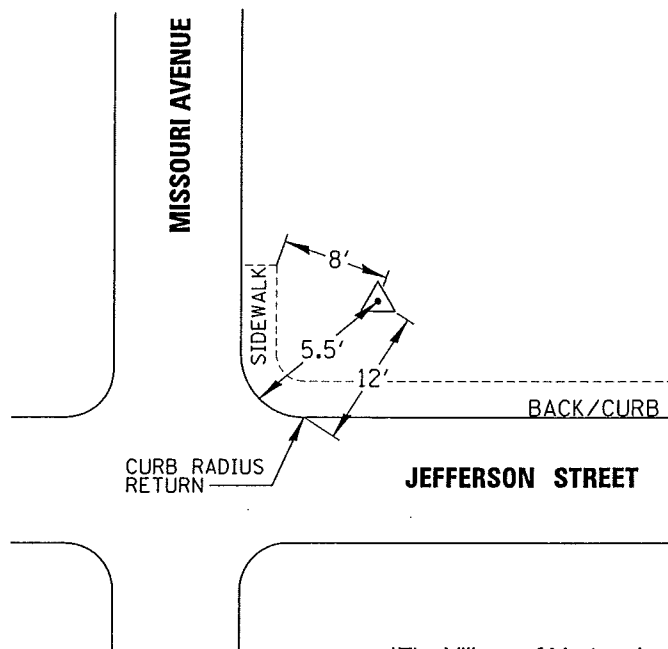 MISSOURI AVENUE
8'
SIDEWALK
5.5'
12'
BACK/CURB
CURB RADIUS
RETURN
JEFFERSON STREET